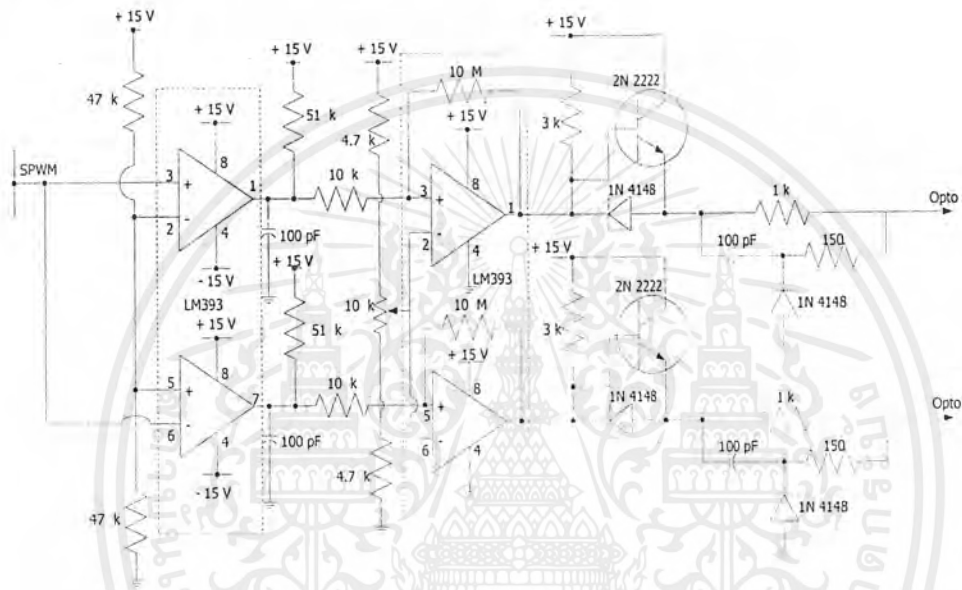 + 15 V
+ 15 V
+ 15 V
+ 15 V
47 k
+ 15 V
51 k
4.7 k
10 M
+ 15 V
3 k
2N 2222
SPWM
3
+
8
1
-
2
4
- 15 V
100 pF
10 k
3
+
8
1
-
2
4
LM393
1N 4148
1 k
Opto
100 pF
150
1N 4148
LM393
+ 15 V
51 k
10 k
10 M
+ 15 V
3 k
2N 2222
+ 15 V
5
+
8
7
-
6
4
- 15 V
100 pF
10 k
+ 15 V
5
+
8
-
6
4
4.7 k
1N 4148
1 k
Opto
100 pF
150
1N 4148
47 k